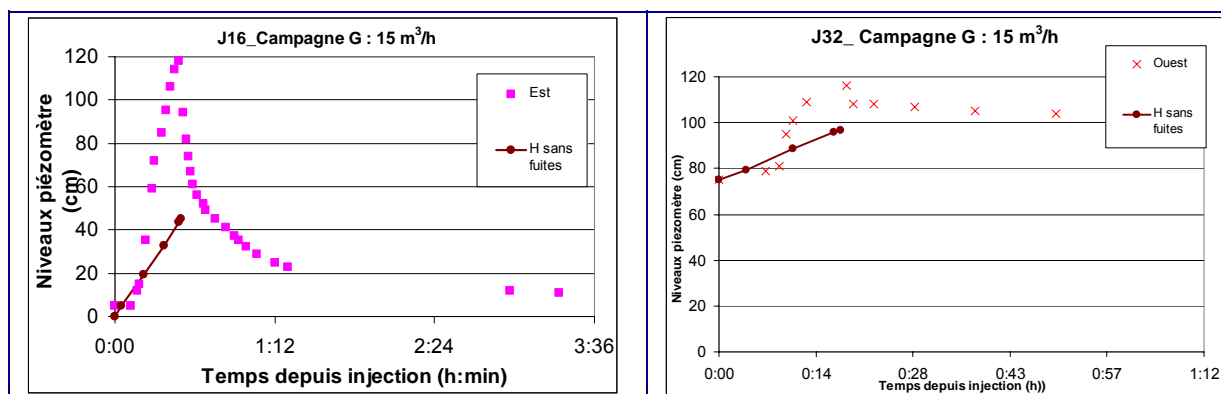 J16_Campagne G : 15 m³/h
Niveaux piézomètre
(cm)
120
100
80
60
40
20
0
0:00
1:12
2:24
3:36
Temps depuis injection (h:min)
Est
H sans
fuites
J32_ Campagne G : 15 m³/h
Niveaux piézomètre (cm)
120
100
80
60
40
20
0
0:00
0:14
0:28
0:43
0:57
1:12
Temps depuis injection (h))
Ouest
H sans
fuites